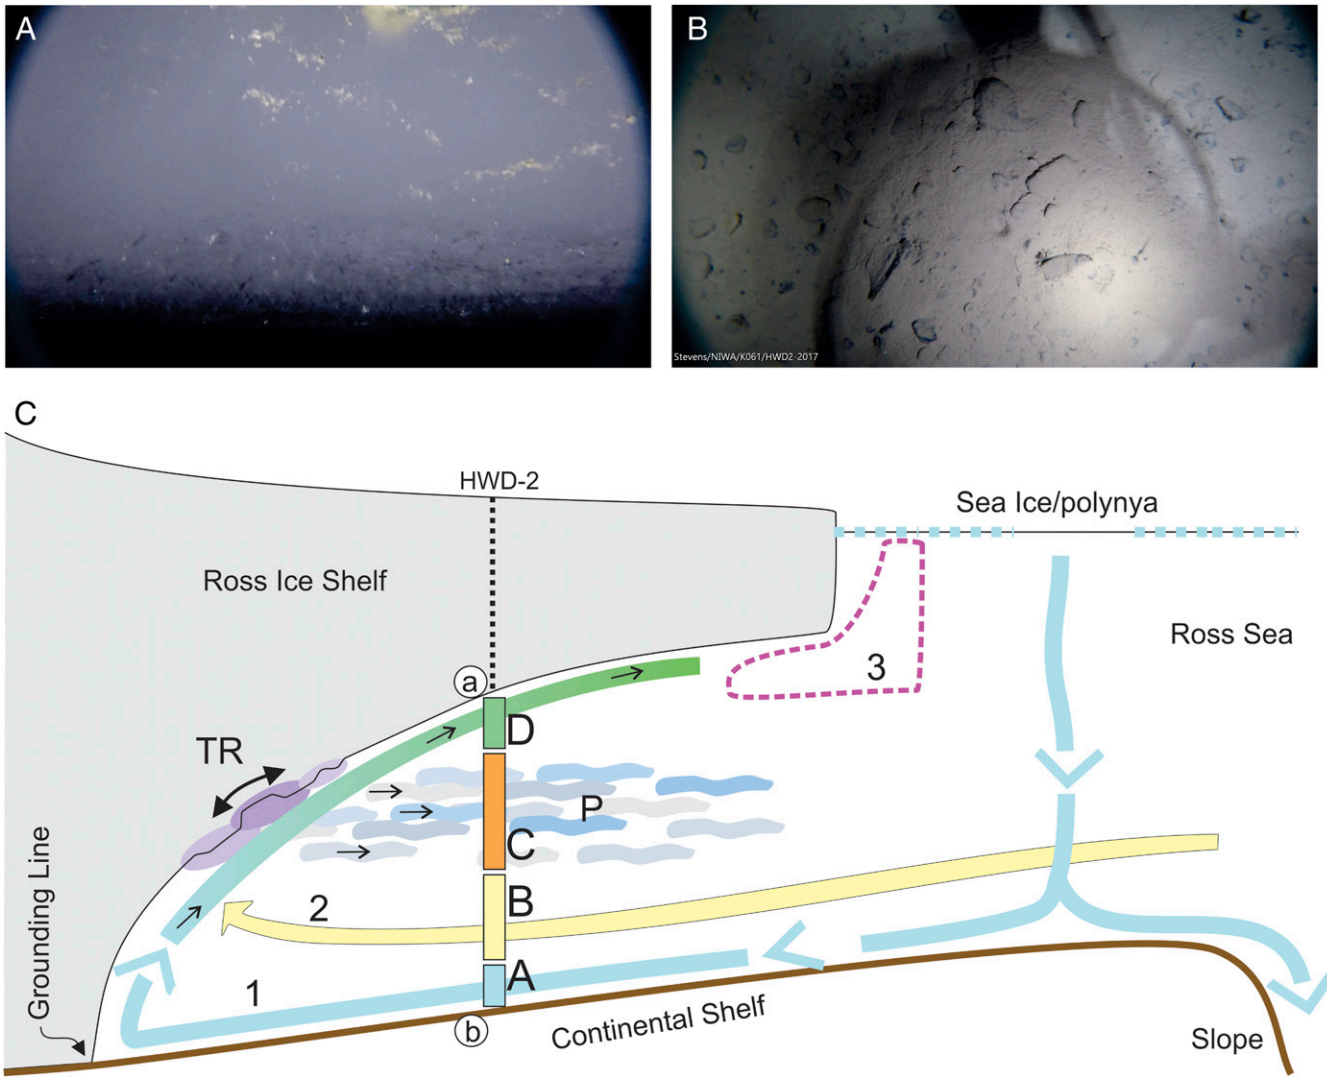 A
B
Stevens/NIWA/K061/HWD2-2017
C
HWD-2
Sea Ice/polynya
Ross Ice Shelf
Ross Sea
3
a
D
TR
P
C
Grounding Line
B
2
A
1
b
Continental Shelf
Slope